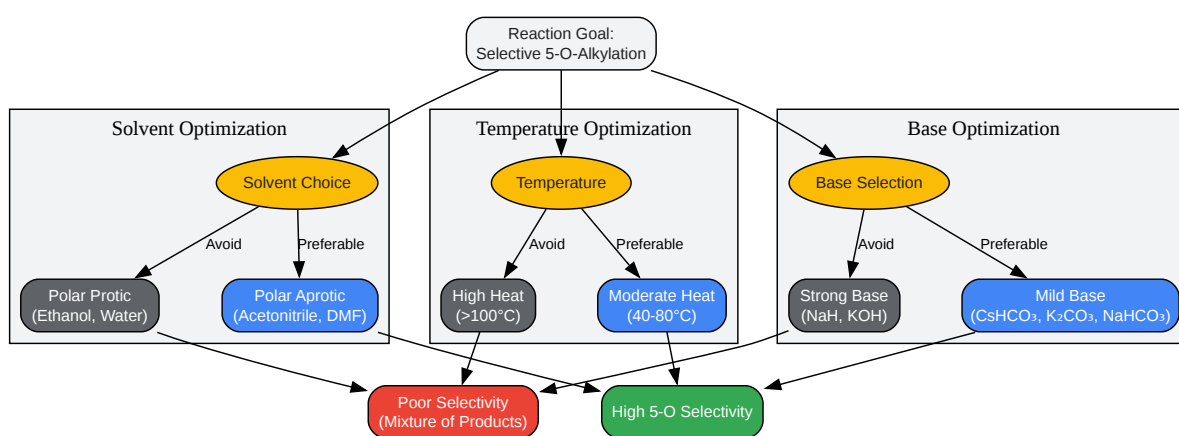 Reaction Goal:
Selective 5-O-Alkylation
Solvent Optimization
Temperature Optimization
Base Optimization
Solvent Choice
Temperature
Base Selection
Avoid
Preferable
Avoid
Preferable
Avoid
Preferable
Polar Protic
(Ethanol, Water)
Polar Aprotic
(Acetonitrile, DMF)
High Heat
(>100°C)
Moderate Heat
(40-80°C)
Strong Base
(NaH, KOH)
Mild Base
(CsHCO₃, K₂CO₃, NaHCO₃)
Poor Selectivity
(Mixture of Products)
High 5-O Selectivity